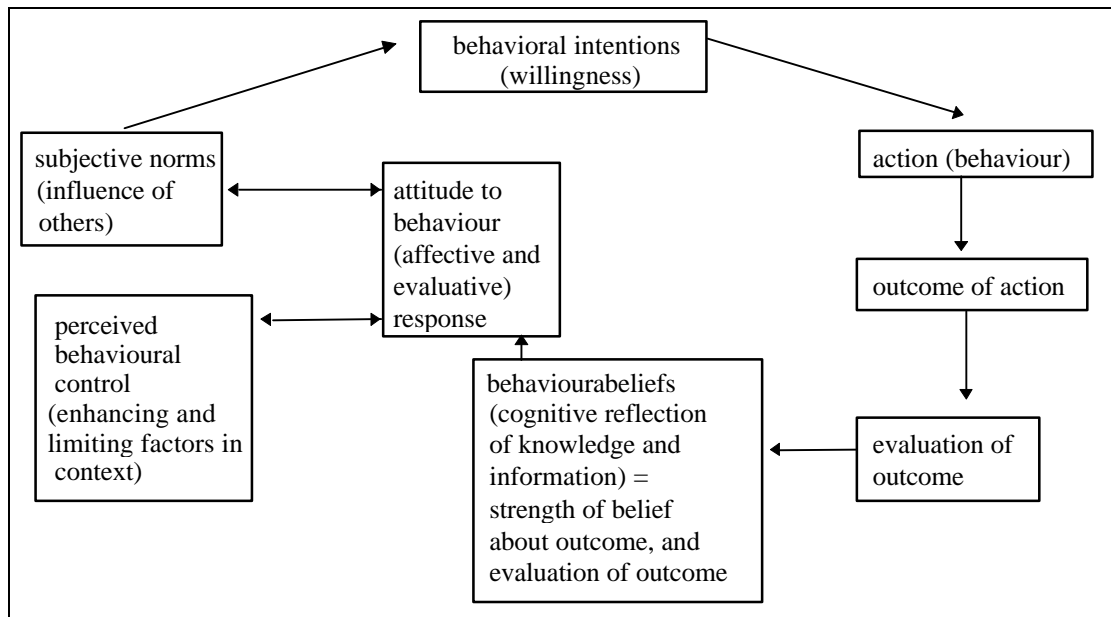 behavioral intentions
(willingness)
subjective norms
(influence of
others)
attitude to
behaviour
(affective and
evaluative)
response
action (behaviour)
outcome of action
perceived
behavioural
control
(enhancing and
limiting factors in
context)
behaviourabeliefs
(cognitive reflection
of knowledge and
information) =
strength of belief
about outcome, and
evaluation of outcome
evaluation of
outcome